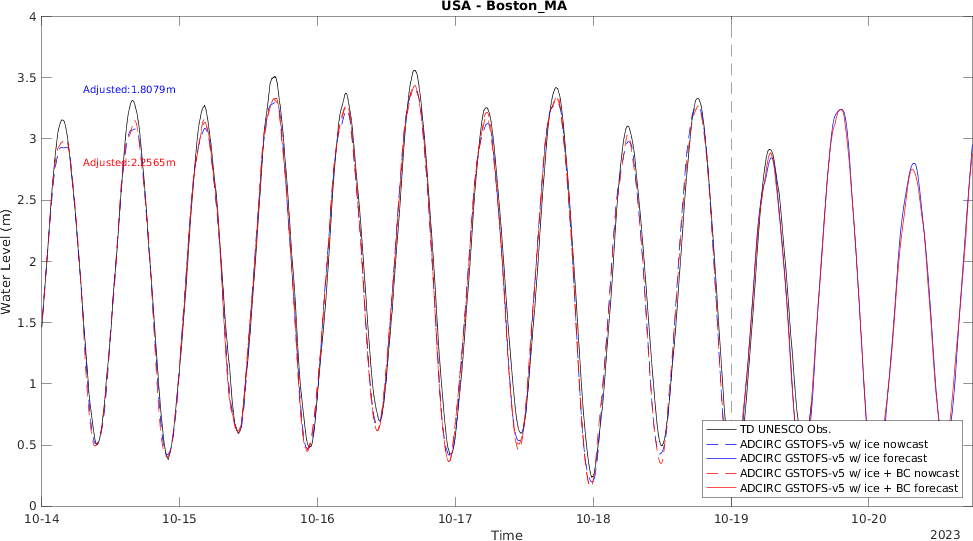 USA - Boston_MA
4
3.5
3
2.5
2
1.5
1
0.5
0
Water Level (m)
Adjusted:1.8079m
Adjusted:2.2565m
TD UNESCO Obs.
ADCIRC GSTOFS-v5 w/ ice nowcast
ADCIRC GSTOFS-v5 w/ ice forecast
ADCIRC GSTOFS-v5 w/ ice + BC nowcast
ADCIRC GSTOFS-v5 w/ ice + BC forecast
10-14 10-15 10-16 10-17 10-18 10-19 10-20
Time
2023